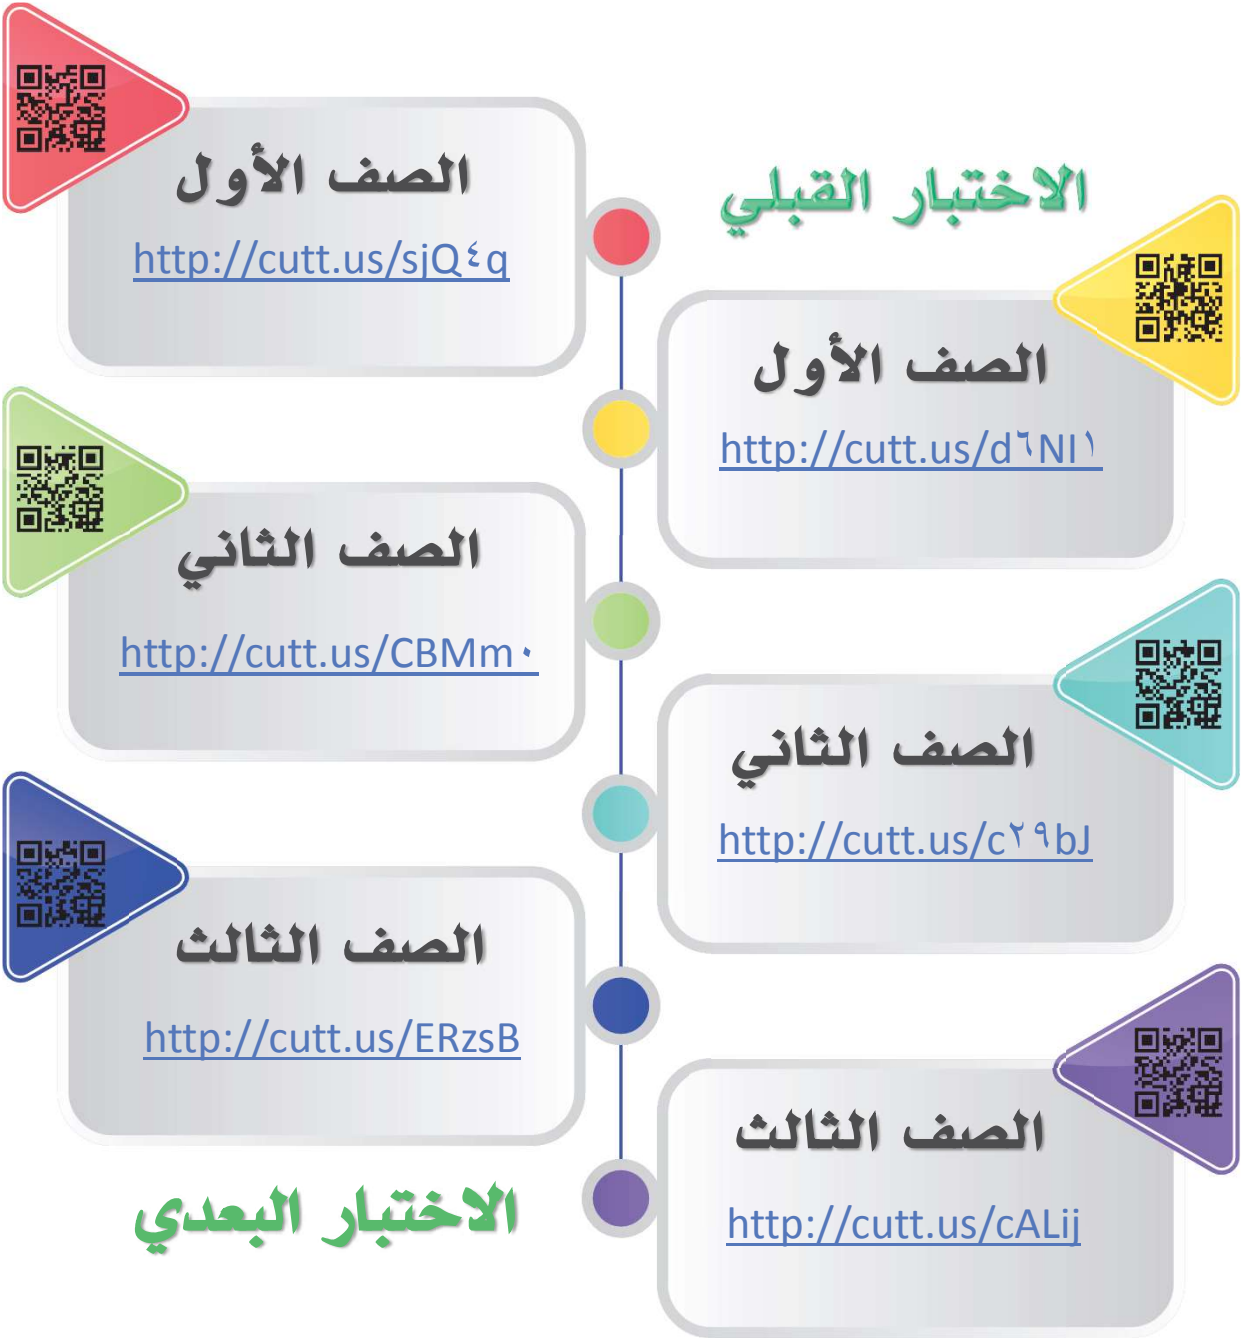 الاختبار القبلي
الصف الأول
http://cutt.us/d٦NI١
الصف الثاني
http://cutt.us/c٢٩bJ
الصف الثالث
http://cutt.us/cALij
الصف الأول
http://cutt.us/sjQ٤q
الصف الثاني
http://cutt.us/CBMm٠
الصف الثالث
http://cutt.us/ERzsB
الاختبار البعدي